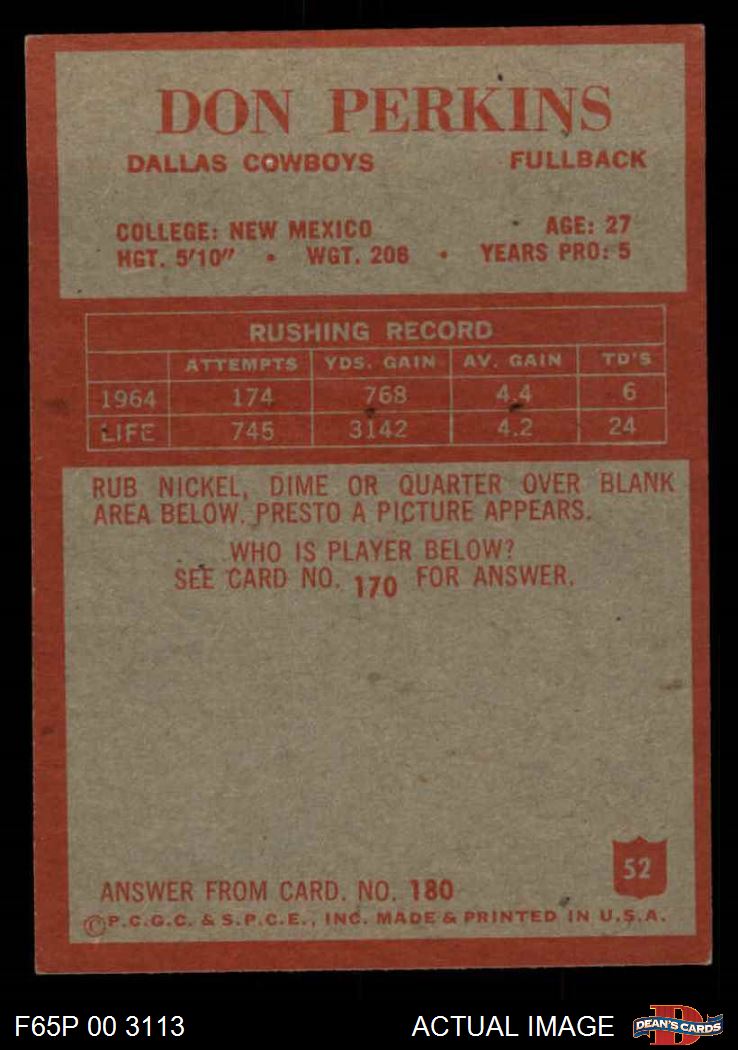 DON PERKINS
DALLAS COWBOYS FULLBACK
COLLEGE: NEW MEXICO AGE: 27
HGT. 5'10" • WGT. 206 • YEARS PRO: 5
RUSHING RECORD
ATTEMPTS YDS. GAIN AV. GAIN TD'S
1964 174 768 4.4 6
LIFE 745 3142 4.2 24
RUB NICKEL, DIME OR QUARTER OVER BLANK
AREA BELOW. PRESTO A PICTURE APPEARS.
WHO IS PLAYER BELOW?
SEE CARD NO. 170 FOR ANSWER.
52
ANSWER FROM CARD. NO. 180
©P.C.G.C. & S.P.C.E., INC. MADE & PRINTED IN U.S.A.
F65P 00 3113 ACTUAL IMAGE D DEAN'S CARDS